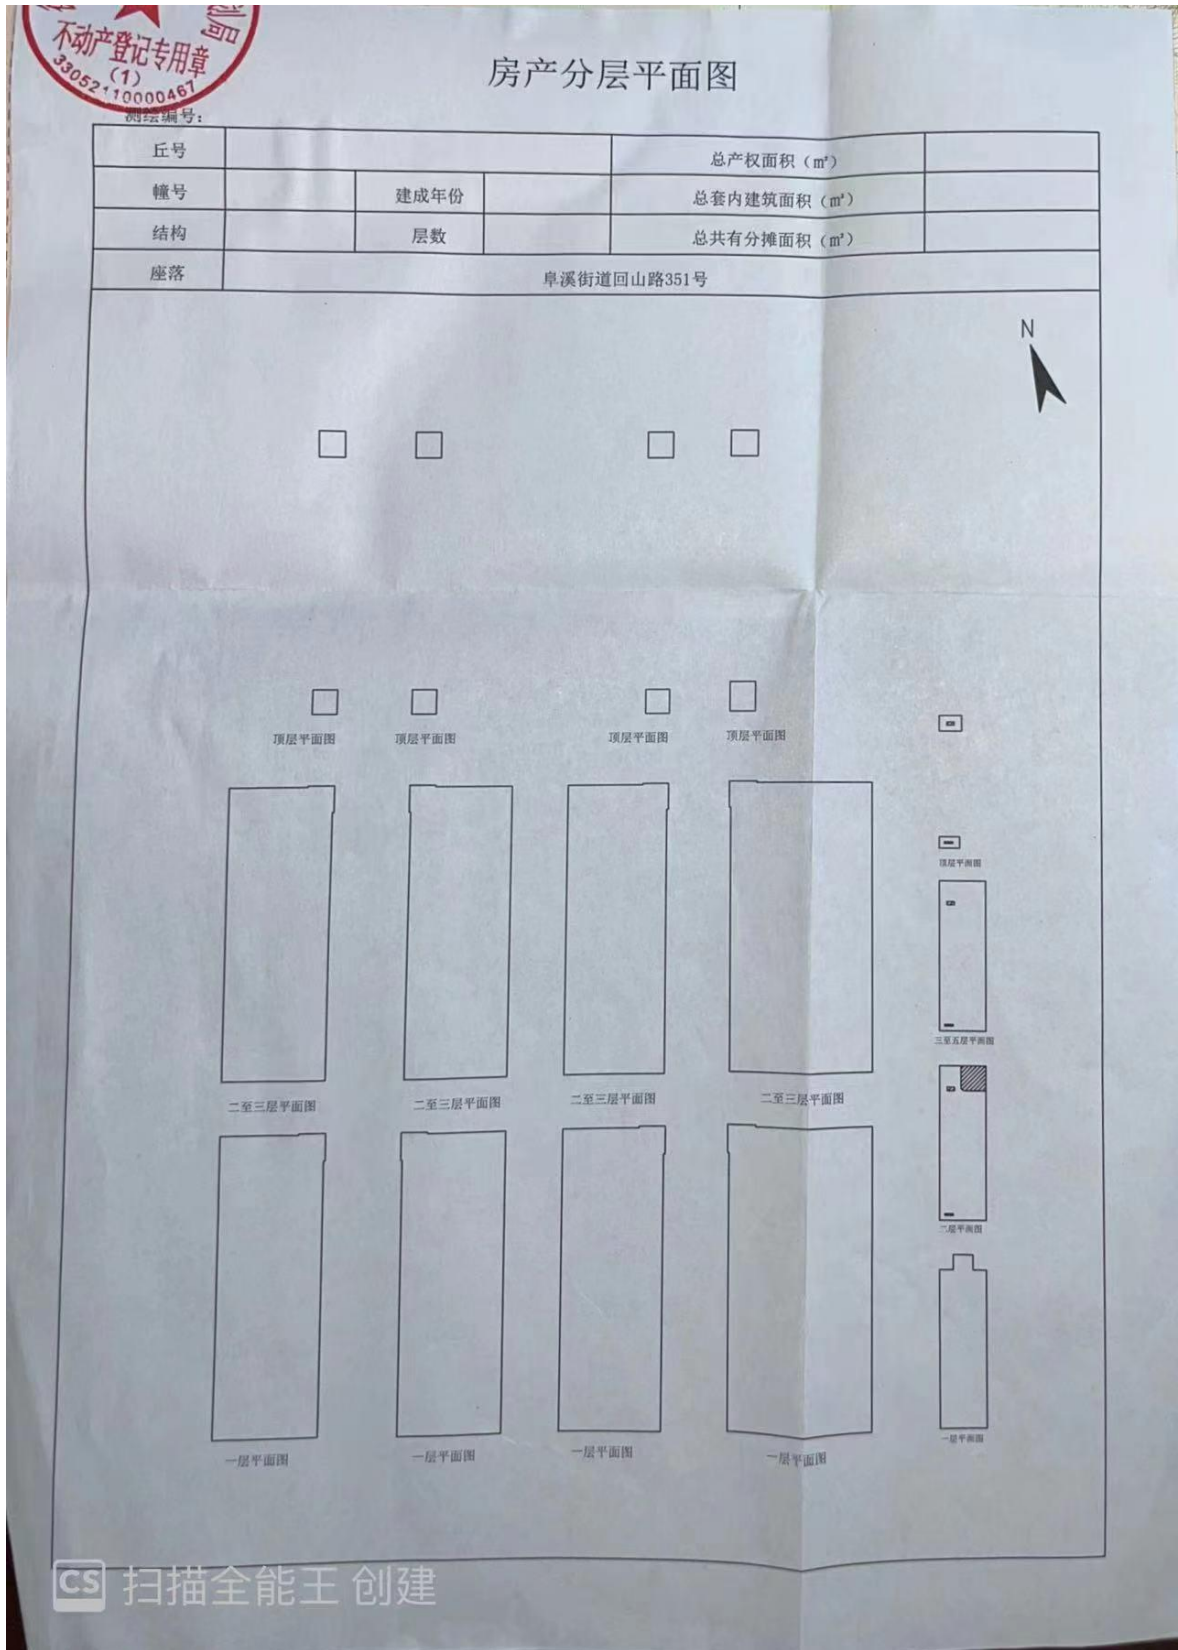 利局
不动产登记专用章
(1)
33052110000467
房产分层平面图
测绘编号:
丘号
总产权面积(㎡)
幢号
建成年份
总套内建筑面积(㎡)
结构
层数
总共有分摊面积(㎡)
座落
阜溪街道回山路351号
N
顶层平面图
顶层平面图
顶层平面图
顶层平面图
顶层平面图
三至五层平面图
二至三层平面图
二至三层平面图
二至三层平面图
二至三层平面图
二层平面图
一层平面图
一层平面图
一层平面图
一层平面图
一层平面图
CS 扫描全能王 创建